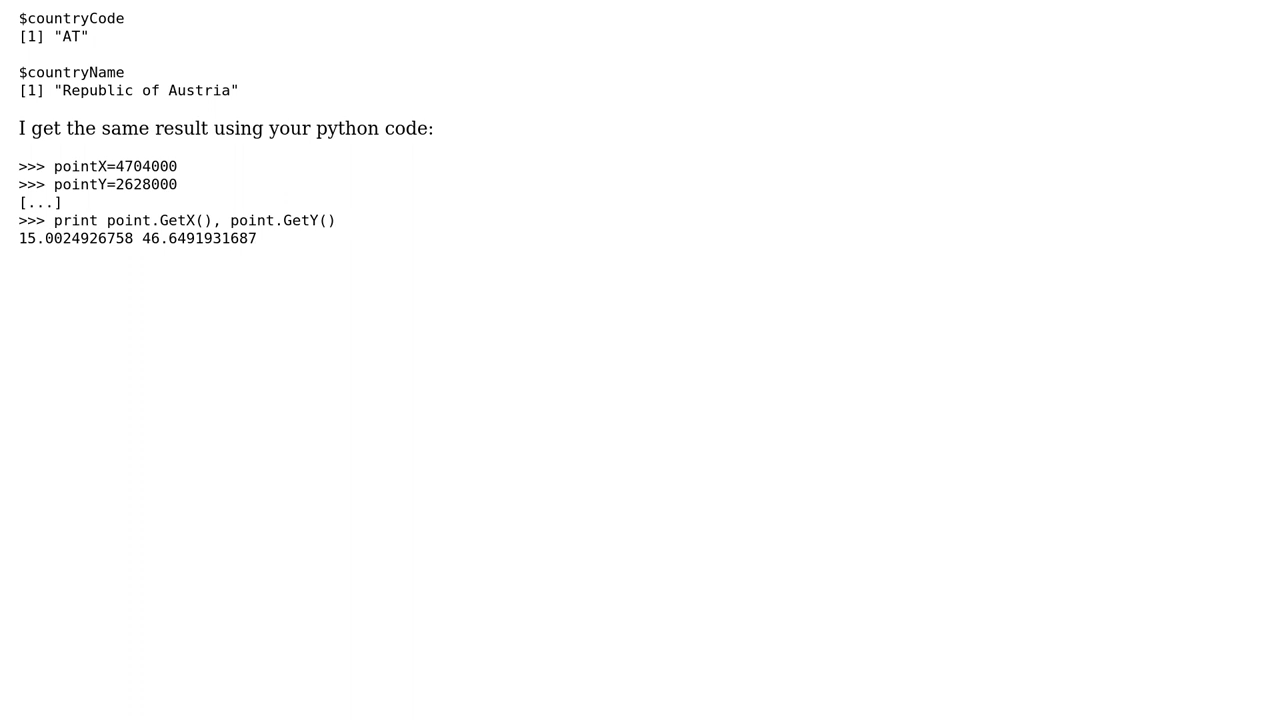 $countryCode
[1] "AT"
$countryName
[1] "Republic of Austria"
I get the same result using your python code:
>>> pointX=4704000
>>> pointY=2628000
[...]
>>> print point.GetX(), point.GetY()
15.0024926758 46.6491931687